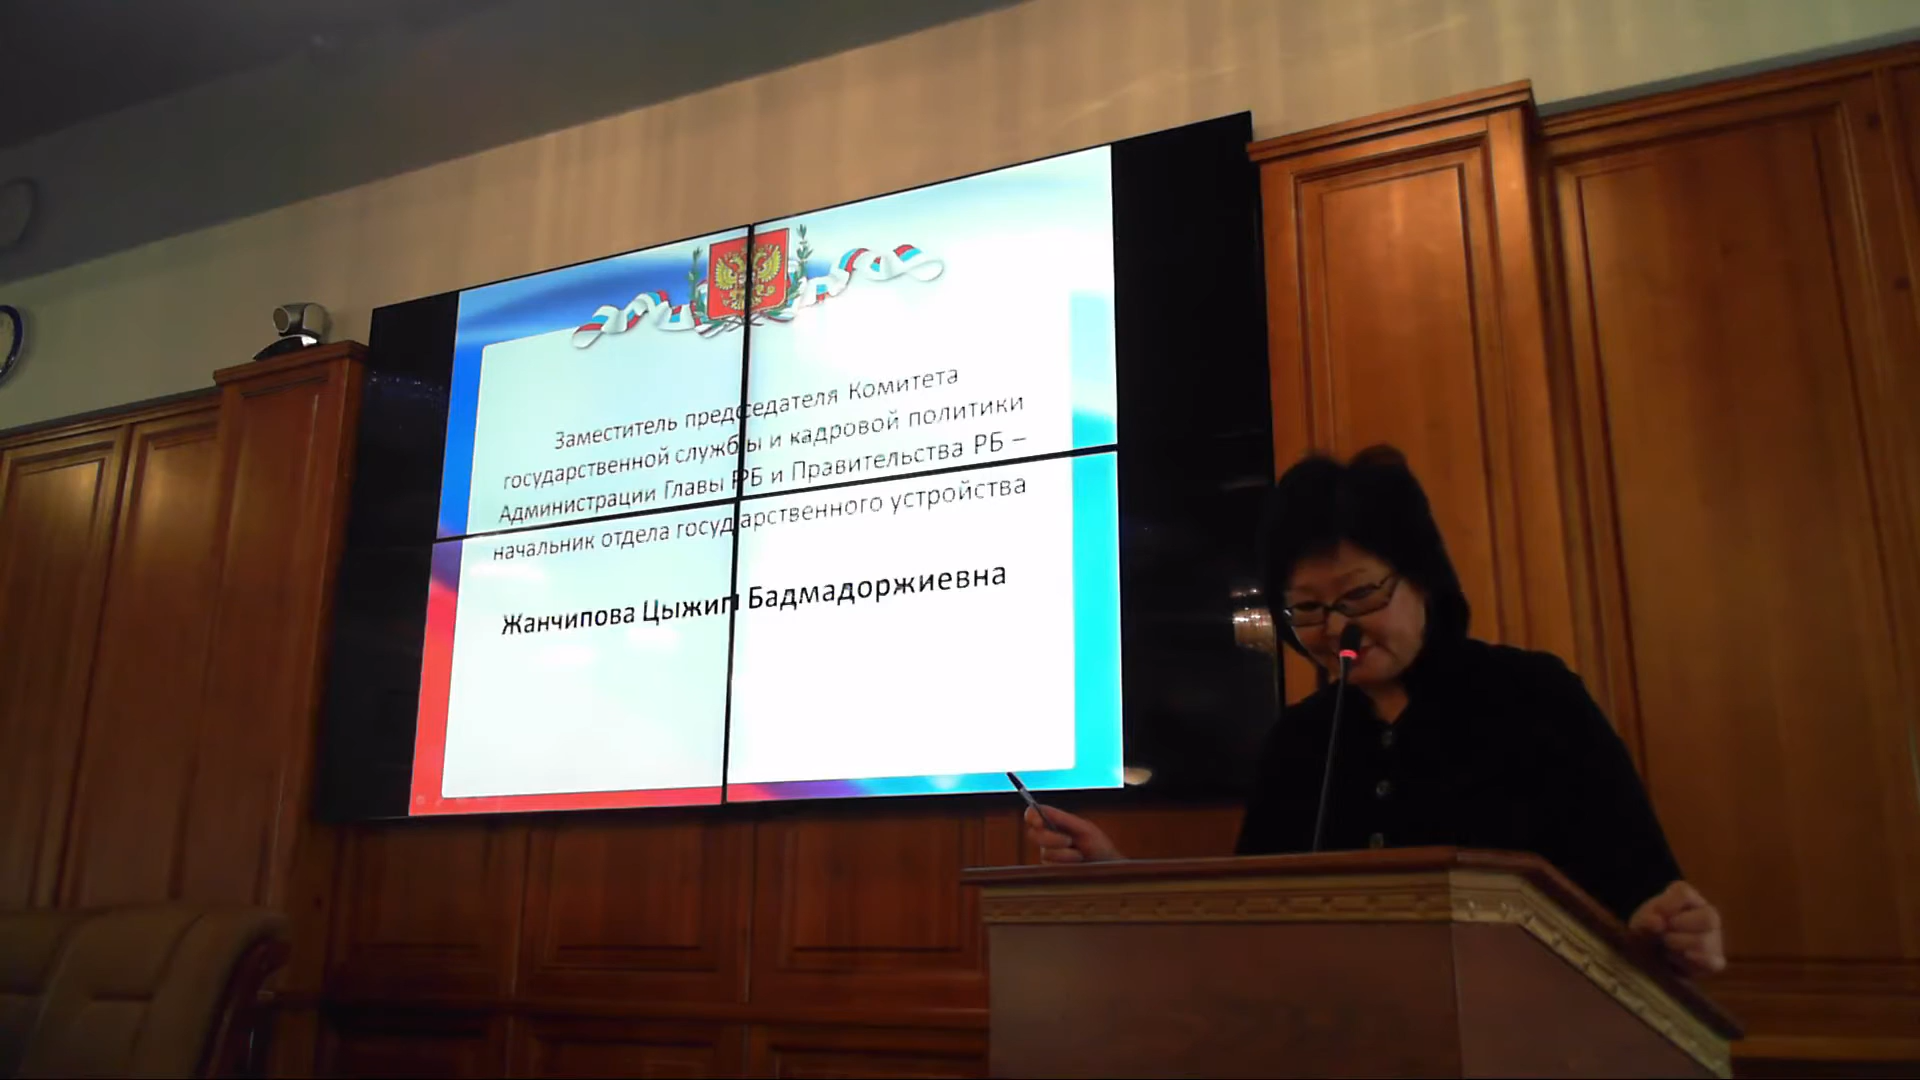 Заместитель председателя Комитета
государственной службы и кадровой политики
Администрации Главы РБ и Правительства РБ –
начальник отдела государственного устройства
Жанчипова Цыжип Бадмадоржиевна